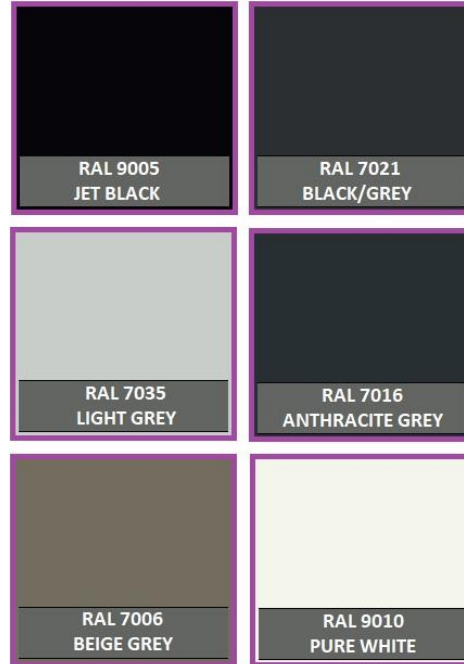 RAL 9005
JET BLACK
RAL 7021
BLACK/GREY
RAL 7035
LIGHT GREY
RAL 7016
ANTHRACITE GREY
RAL 7006
BEIGE GREY
RAL 9010
PURE WHITE